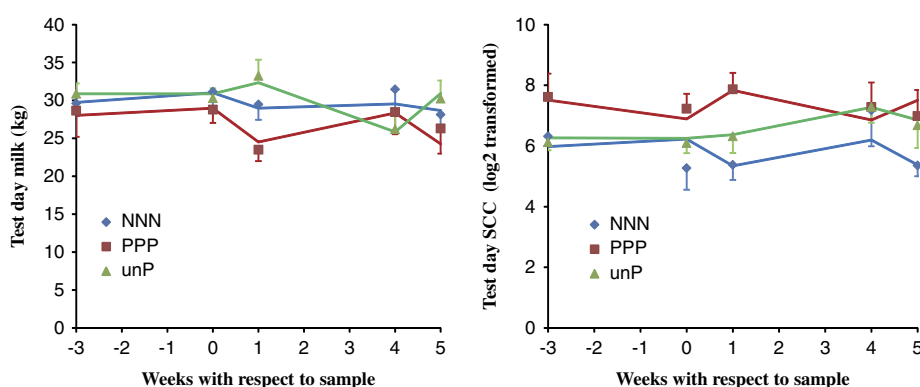 40
35
30
25
20
15
10
5
0
Test day milk (kg)
NNN
PPP
unP
-3 -2 -1 0 1 2 3 4 5
Weeks with respect to sample
10
8
6
4
2
0
Test day SCC (log2 transformed)
NNN
PPP
unP
-3 -2 -1 0 1 2 3 4 5
Weeks with respect to sample